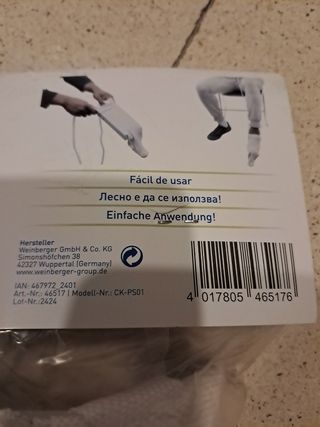 Fácil de usar
Лесно е да се използва!
Einfache Anwendung!
Hersteller
Weinberger GmbH & Co. KG
Simonshöfchen 38
42327 Wuppertal (Germany)
www.weinberger-group.de
IAN: 467972_2401
Art.-Nr.: 46517 | Modell-Nr.: CK-PS01
Lot-Nr.: 2424
4 017805 465176